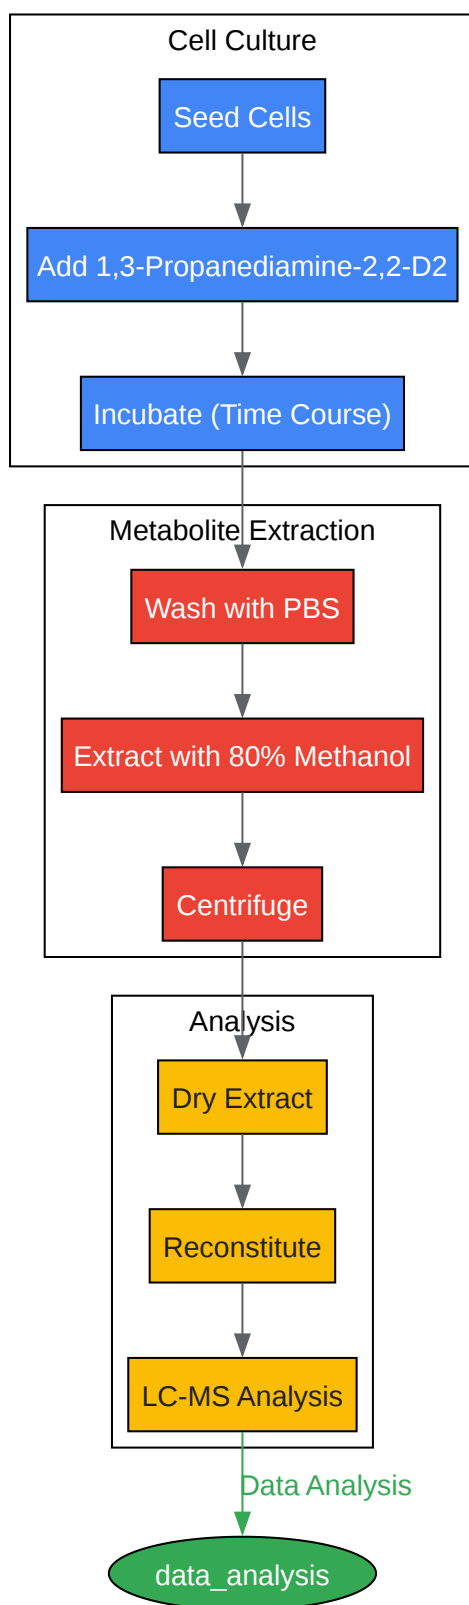 Cell Culture
Seed Cells
Add 1,3-Propanediamine-2,2-D2
Incubate (Time Course)
Metabolite Extraction
Wash with PBS
Extract with 80% Methanol
Centrifuge
Analysis
Dry Extract
Reconstitute
LC-MS Analysis
Data Analysis
data_analysis